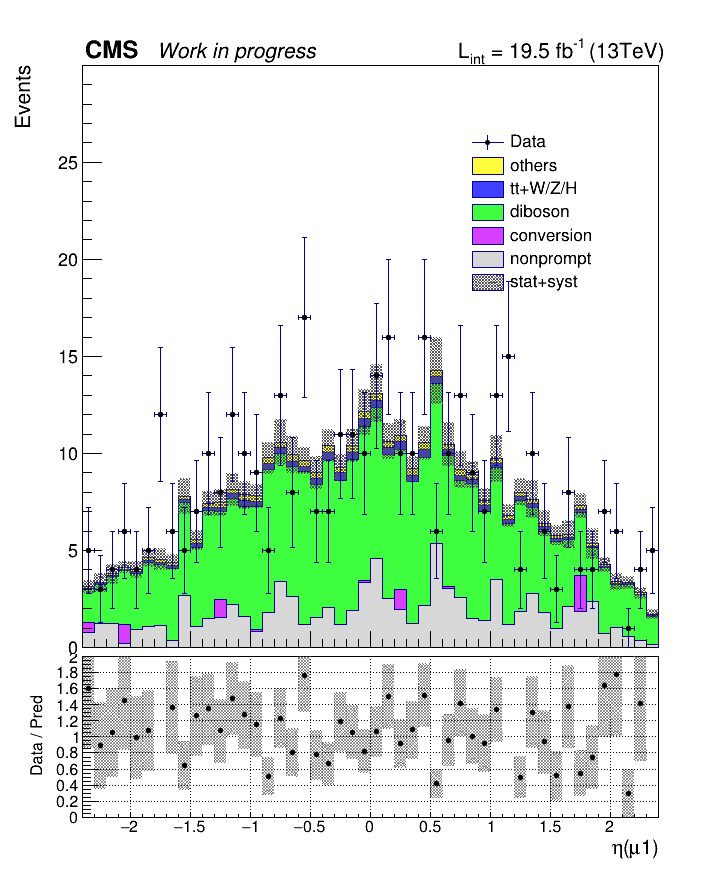 CMS Work in progress L_int = 19.5 fb^-1 (13TeV)
Events
Data
others
tt+W/Z/H
diboson
conversion
nonprompt
stat+syst
25
20
15
10
5
0
Data / Pred
2
1.8
1.6
1.4
1.2
1
0.8
0.6
0.4
0.2
0
−2 −1.5 −1 −0.5 0 0.5 1 1.5 2
η(μ1)